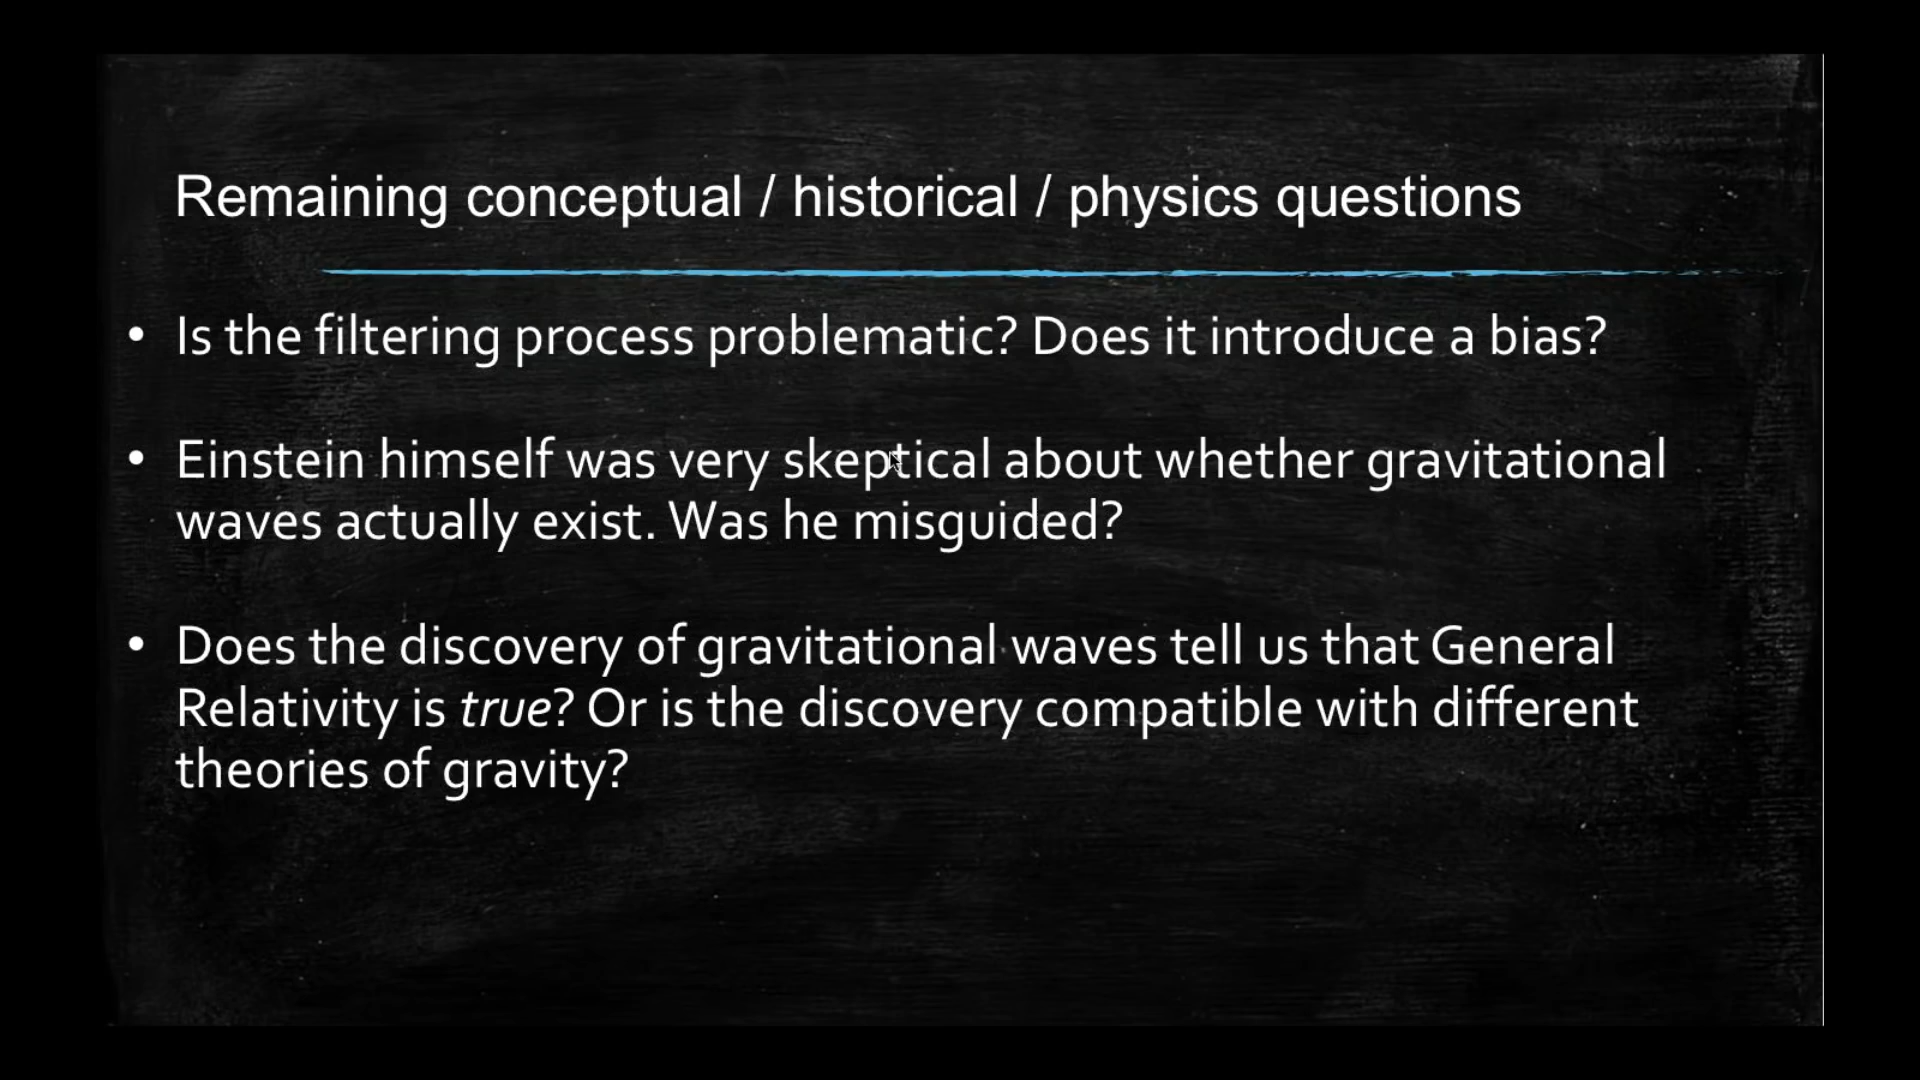 Remaining conceptual / historical / physics questions
• Is the filtering process problematic? Does it introduce a bias?
• Einstein himself was very skeptical about whether gravitational
waves actually exist. Was he misguided?
• Does the discovery of gravitational waves tell us that General
Relativity is true? Or is the discovery compatible with different
theories of gravity?